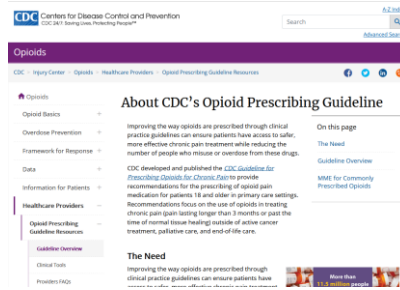 CDC
Centers for Disease Control and Prevention
CDC 24/7. Saving Lives, Protecting People™
A-Z Ind
Search
Advanced Sear
Opioids
CDC > Injury Center > Opioids > Healthcare Providers > Opioid Prescribing Guideline Resources
Opioids
Opioid Basics +
Overdose Prevention +
Framework for Response +
Data +
Information for Patients +
Healthcare Providers −
Opioid Prescribing
Guideline Resources −
Guideline Overview
Clinical Tools
Providers FAQs
About CDC's Opioid Prescribing Guideline
Improving the way opioids are prescribed through clinical
practice guidelines can ensure patients have access to safer,
more effective chronic pain treatment while reducing the
number of people who misuse or overdose from these drugs.
CDC developed and published the CDC Guideline for
Prescribing Opioids for Chronic Pain to provide
recommendations for the prescribing of opioid pain
medication for patients 18 and older in primary care settings.
Recommendations focus on the use of opioids in treating
chronic pain (pain lasting longer than 3 months or past the
time of normal tissue healing) outside of active cancer
treatment, palliative care, and end-of-life care.
The Need
Improving the way opioids are prescribed through
clinical practice guidelines can ensure patients have
access to safer, more effective chronic pain treatment
On this page
The Need
Guideline Overview
MME for Commonly
Prescribed Opioids
More than
11.5 million people